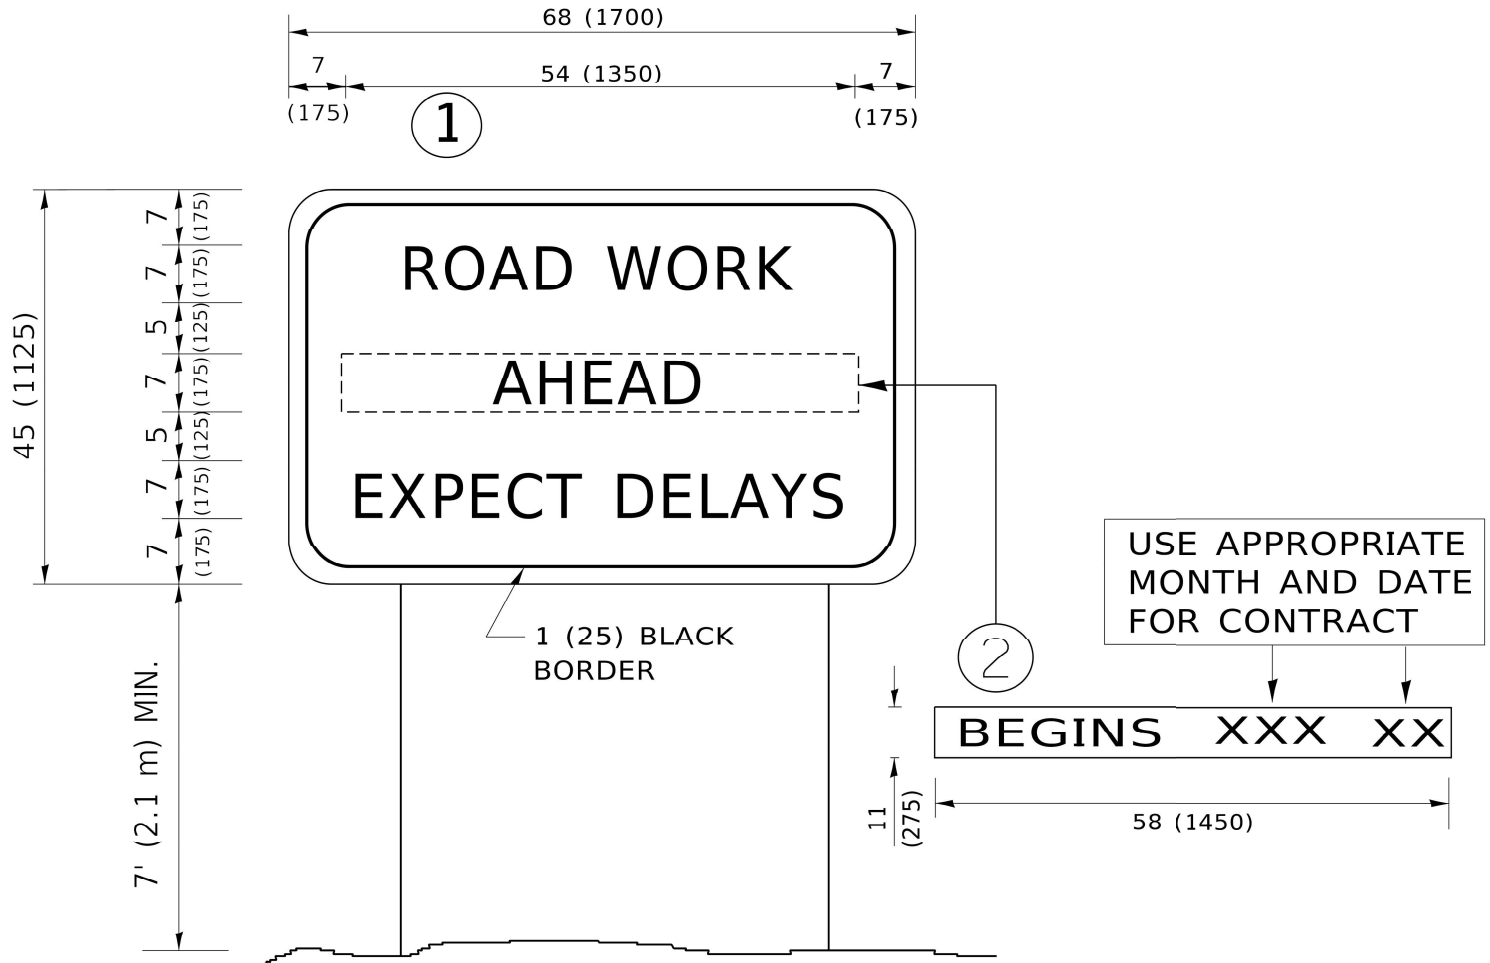 68 (1700)
7
54 (1350)
7
(175)
(175)
1
45 (1125)
7
(175)
7
(175)
5
(125)
7
(175)
5
(125)
7
(175)
7
(175)
7' (2.1 m) MIN.
ROAD WORK
AHEAD
EXPECT DELAYS
1 (25) BLACK
BORDER
2
USE APPROPRIATE
MONTH AND DATE
FOR CONTRACT
BEGINS XXX XX
11
(275)
58 (1450)